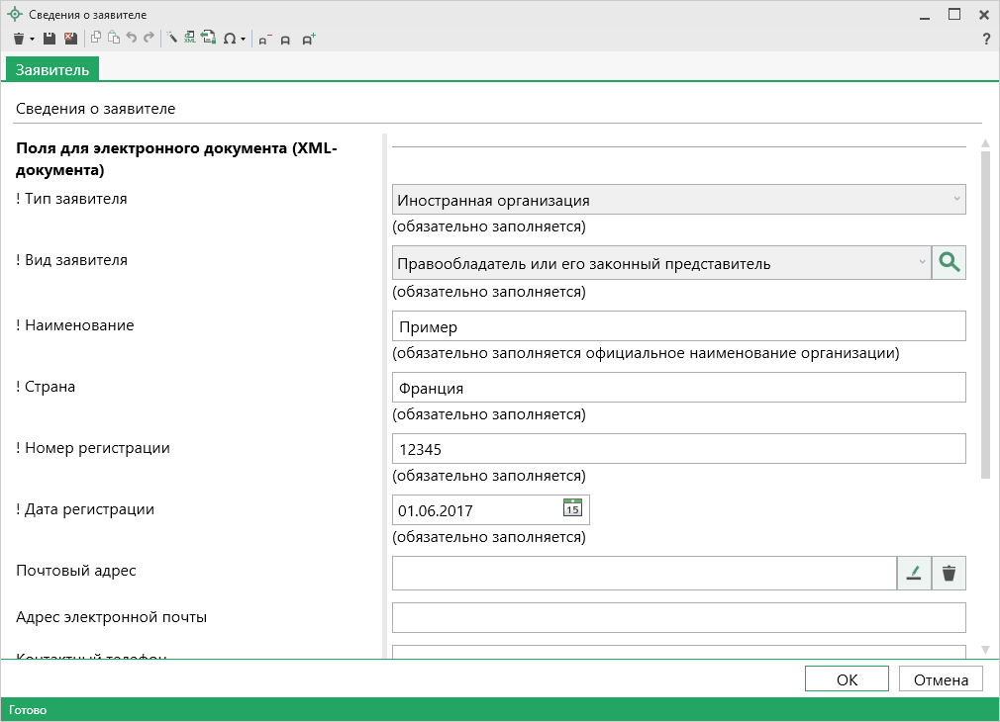 Сведения о заявителе
?
Заявитель
Сведения о заявителе
Поля для электронного документа (XML-
документа)
! Тип заявителя
Иностранная организация
(обязательно заполняется)
! Вид заявителя
Правообладатель или его законный представитель
(обязательно заполняется)
! Наименование
Пример
(обязательно заполняется официальное наименование организации)
! Страна
Франция
(обязательно заполняется)
! Номер регистрации
12345
(обязательно заполняется)
! Дата регистрации
01.06.2017
15
(обязательно заполняется)
Почтовый адрес
Адрес электронной почты
Контактный телефон
OK
Отмена
Готово